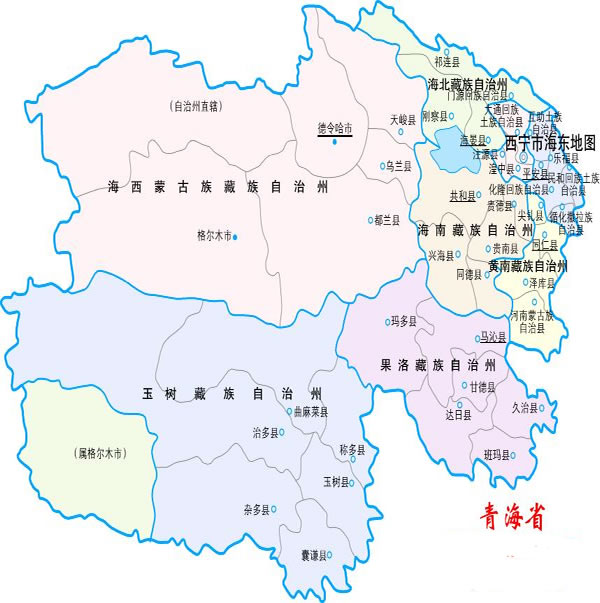 祁连县
海北藏族自治州
门源回族自治县
(自治州直辖)
大通回族
土族自治县
互助土族
自治县
刚察县
天峻县
德令哈市
海晏县
西宁市海东地图
湟源县
乐都县
乌兰县
湟中县
平安县
民和回族土族
自治县
海西蒙古族藏族自治州
化隆回族自治县
共和县
贵德县
尖扎县
循化撒拉族
自治县
都兰县
海南藏族自治州
格尔木市
同仁县
贵南县
兴海县
黄南藏族自治州
同德县
泽库县
河南蒙古族
自治县
玛多县
玛沁县
果洛藏族自治州
玉树藏族自治州
甘德县
曲麻莱县
达日县
久治县
治多县
(属格尔木市)
称多县
班玛县
玉树县
杂多县
青海省
囊谦县